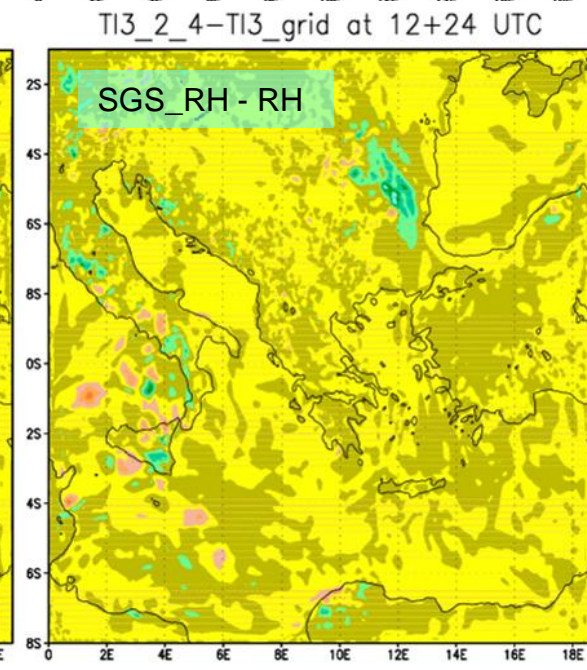 TI3_2_4-TI3_grid at 12+24 UTC
SGS_RH - RH
2S
4S
6S
8S
0S
2S
4S
6S
8S
0 2E 4E 6E 8E 10E 12E 14E 16E 18E